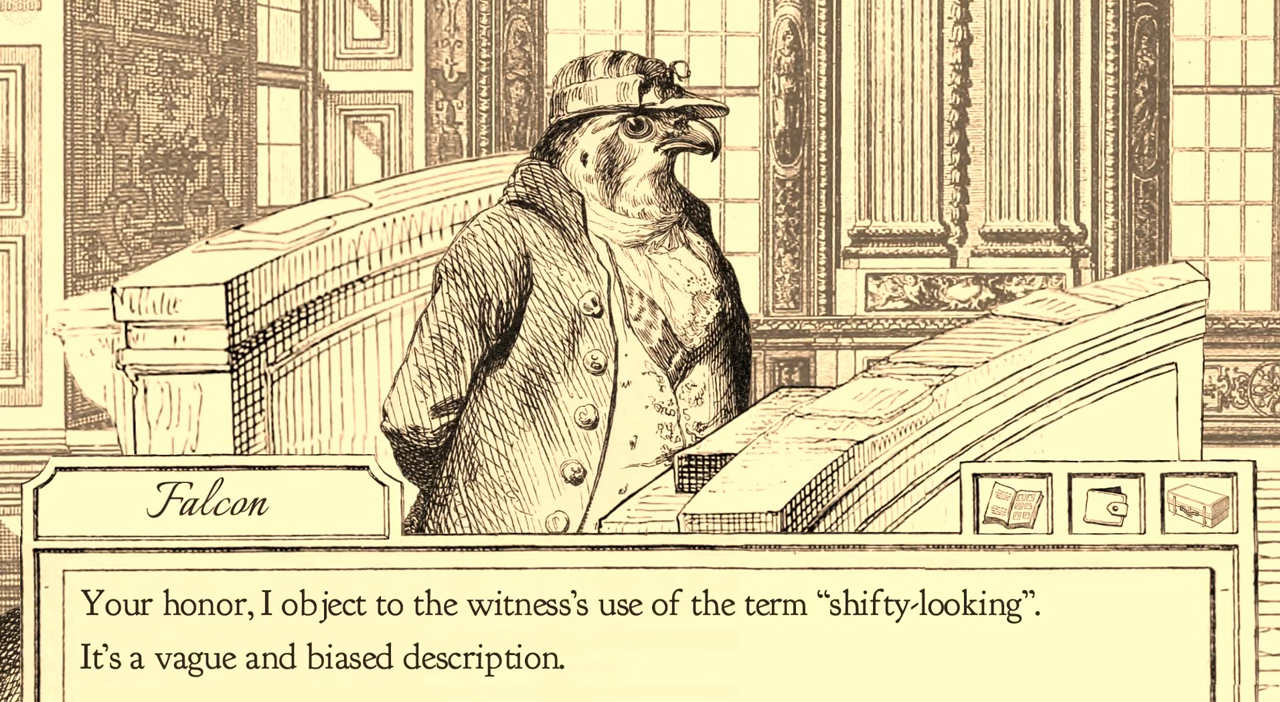 Falcon
Your honor, I object to the witness’s use of the term “shifty-looking”.
It’s a vague and biased description.